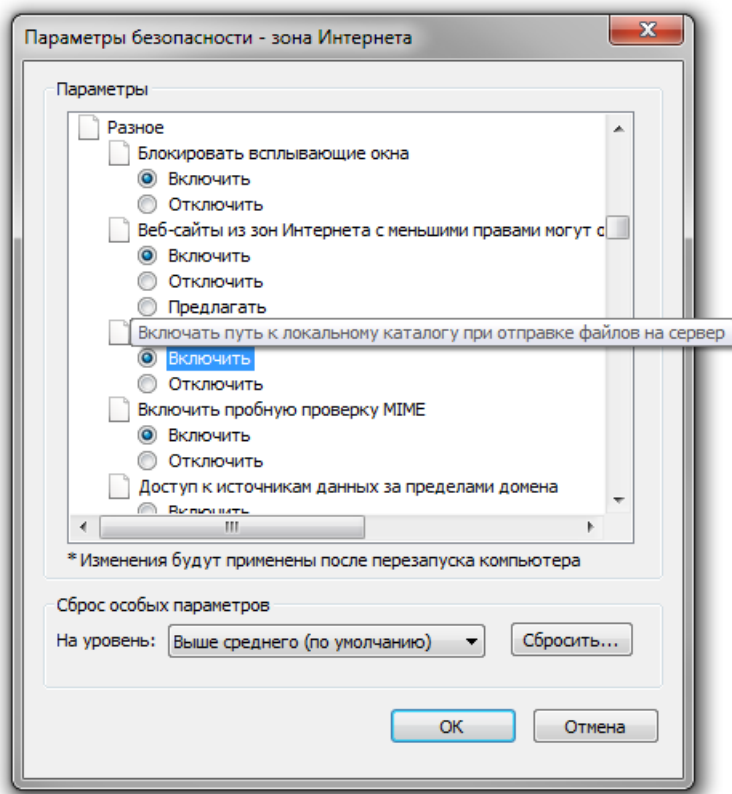 Параметры безопасности - зона Интернета
Параметры
Разное
Блокировать всплывающие окна
Включить
Отключить
Веб-сайты из зон Интернета с меньшими правами могут о
Включить
Отключить
Предлагать
Включать путь к локальному каталогу при отправке файлов на сервер
Включить
Отключить
Включить пробную проверку MIME
Включить
Отключить
Доступ к источникам данных за пределами домена
Включить
* Изменения будут применены после перезапуска компьютера
Сброс особых параметров
На уровень: Выше среднего (по умолчанию) Сбросить...
ОК Отмена